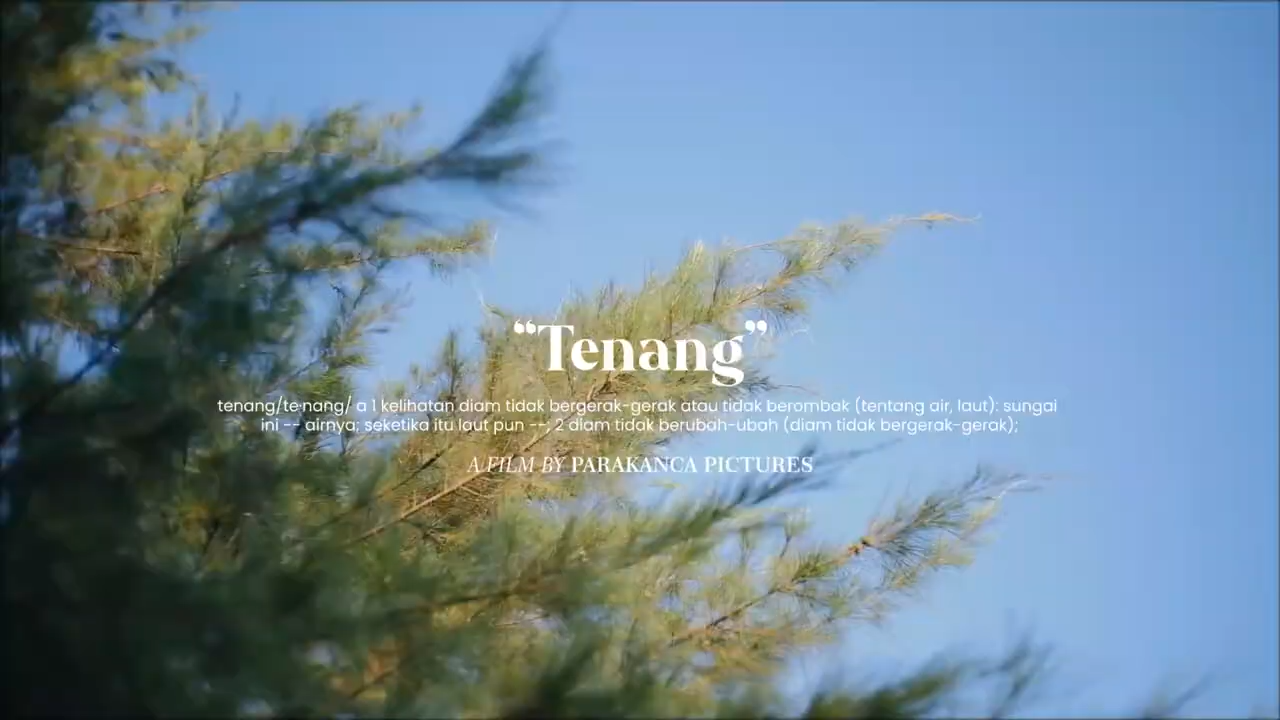 “Tenang”
tenang/te·nang/ a 1 kelihatan diam tidak bergerak-gerak atau tidak berombak (tentang air, laut): sungai
ini -- airnya; seketika itu laut pun --; 2 diam tidak berubah-ubah (diam tidak bergerak-gerak);
A FILM BY PARAKANCA PICTURES